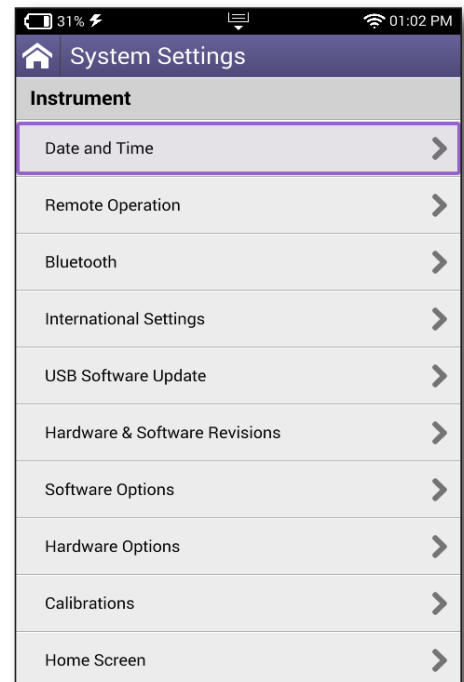 31% 01:02 PM
System Settings
Instrument
Date and Time
Remote Operation
Bluetooth
International Settings
USB Software Update
Hardware & Software Revisions
Software Options
Hardware Options
Calibrations
Home Screen